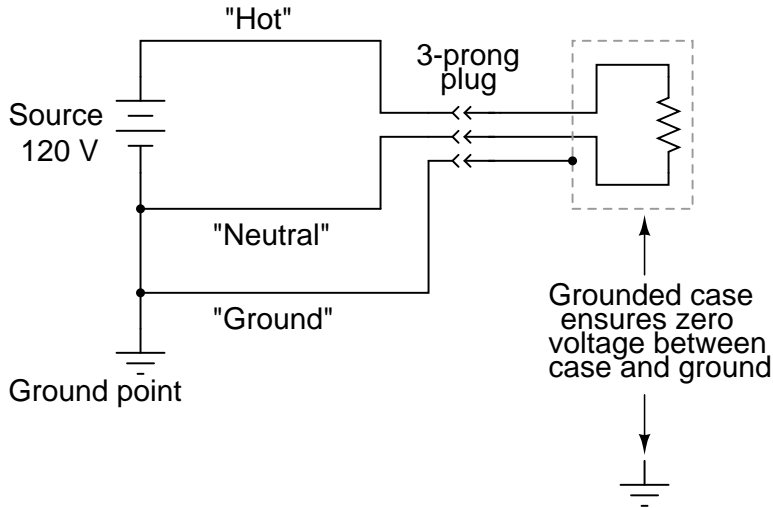 "Hot"
3-prong
plug
Source
120 V
"Neutral"
"Ground"
Ground point
Grounded case
ensures zero
voltage between
case and ground